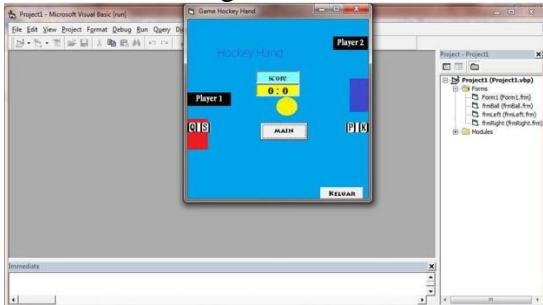 Project1 - Microsoft Visual Basic [run]
Game Hockey Hand
File Edit View Project Format Debug Run Query
Project - Project1
Hockey Hand
Player 2
score
0 : 0
Player 1
Q S
MAIN
P K
KELUAR
Project1 (Project1.vbp)
Forms
Form1 (Form1.frm)
frmBall (frmBall.frm)
frmLeft (frmLeft.frm)
frmRight (frmRight.frm)
Modules
Immediate